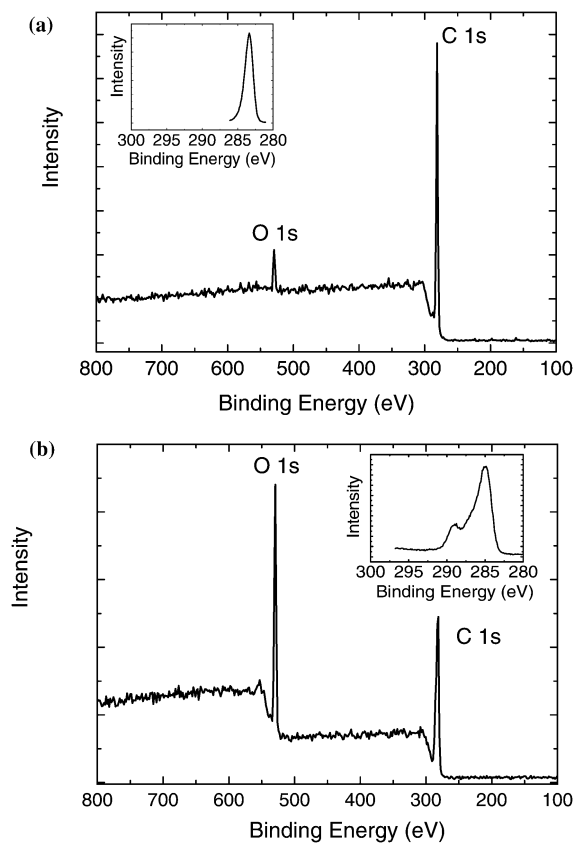 (a)
C 1s
Intensity
300 295 290 285 280
Binding Energy (eV)
Intensity
O 1s
800 700 600 500 400 300 200 100
Binding Energy (eV)
(b)
O 1s
Intensity
300 295 290 285 280
Binding Energy (eV)
Intensity
C 1s
800 700 600 500 400 300 200 100
Binding Energy (eV)